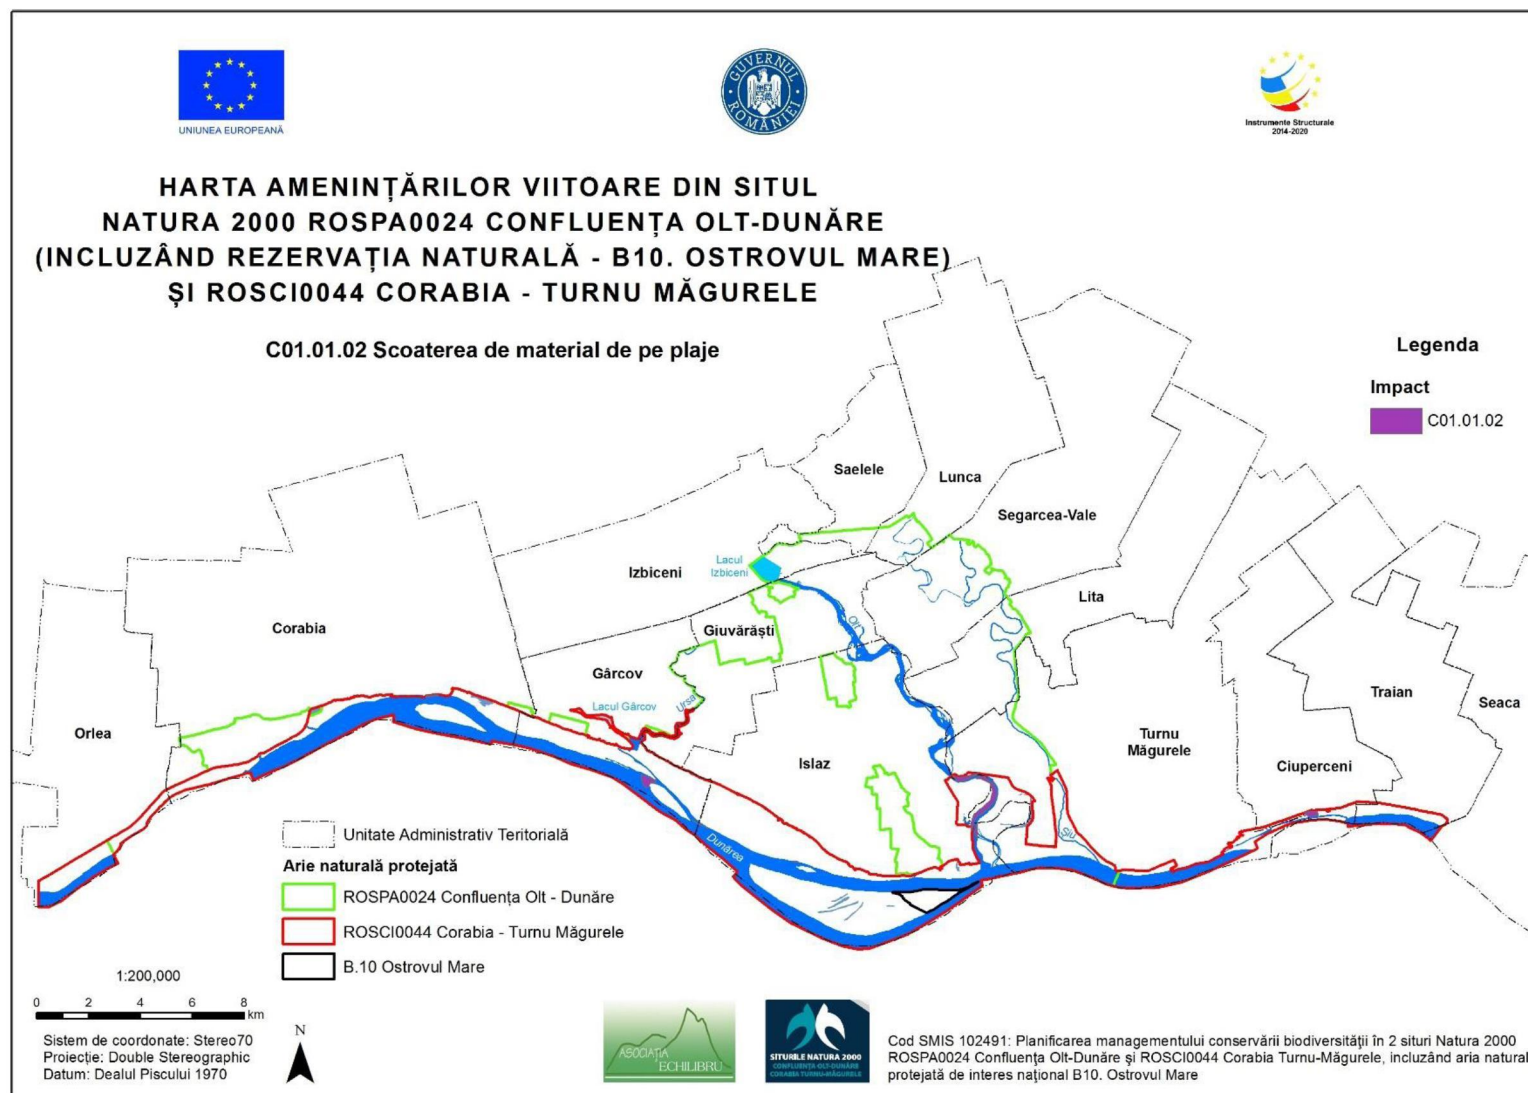 UNIUNEA EUROPEANĂ
GUVERNUL ROMÂNIEI
Instrumente Structurale
2014-2020
HARTA AMENINȚĂRILOR VIITOARE DIN SITUL
NATURA 2000 ROSPA0024 CONFLUENȚA OLT-DUNĂRE
(INCLUZÂND REZERVAȚIA NATURALĂ - B10. OSTROVUL MARE)
ȘI ROSCI0044 CORABIA - TURNU MĂGURELE
C01.01.02 Scoaterea de material de pe plaje
Legenda
Impact
C01.01.02
Saelele
Lunca
Segarcea-Vale
Lacul
Izbiceni
Izbiceni
Lita
Corabia
Giuvărăști
Olt
Gârcov
Traian
Seaca
Lacul Gârcov
Ursa
Orlea
Turnu
Măgurele
Islaz
Ciuperceni
Sju
Dunărea
Unitate Administrativ Teritorială
Arie naturală protejată
ROSPA0024 Confluența Olt - Dunăre
ROSCI0044 Corabia - Turnu Măgurele
B.10 Ostrovul Mare
1:200,000
0 2 4 6 8
km
N
Sistem de coordonate: Stereo70
Proiecție: Double Stereographic
Datum: Dealul Piscului 1970
ASOCIAȚIA
ECHILIBRU
SITURILE NATURA 2000
CONFLUENȚA OLT-DUNĂRE
CORABIA TURNU-MĂGURELE
Cod SMIS 102491: Planificarea managementului conservării biodiversităţii în 2 situri Natura 2000
ROSPA0024 Confluența Olt-Dunăre și ROSCI0044 Corabia Turnu-Măgurele, incluzând aria natural
protejată de interes național B10. Ostrovul Mare